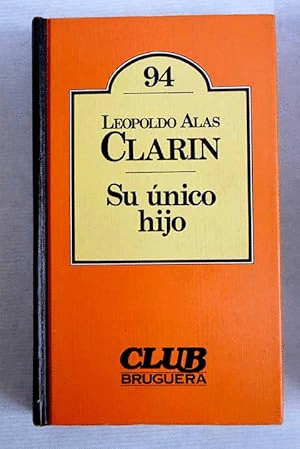 94
LEOPOLDO ALAS
CLARIN
Su único
hijo
CLUB
BRUGUERA